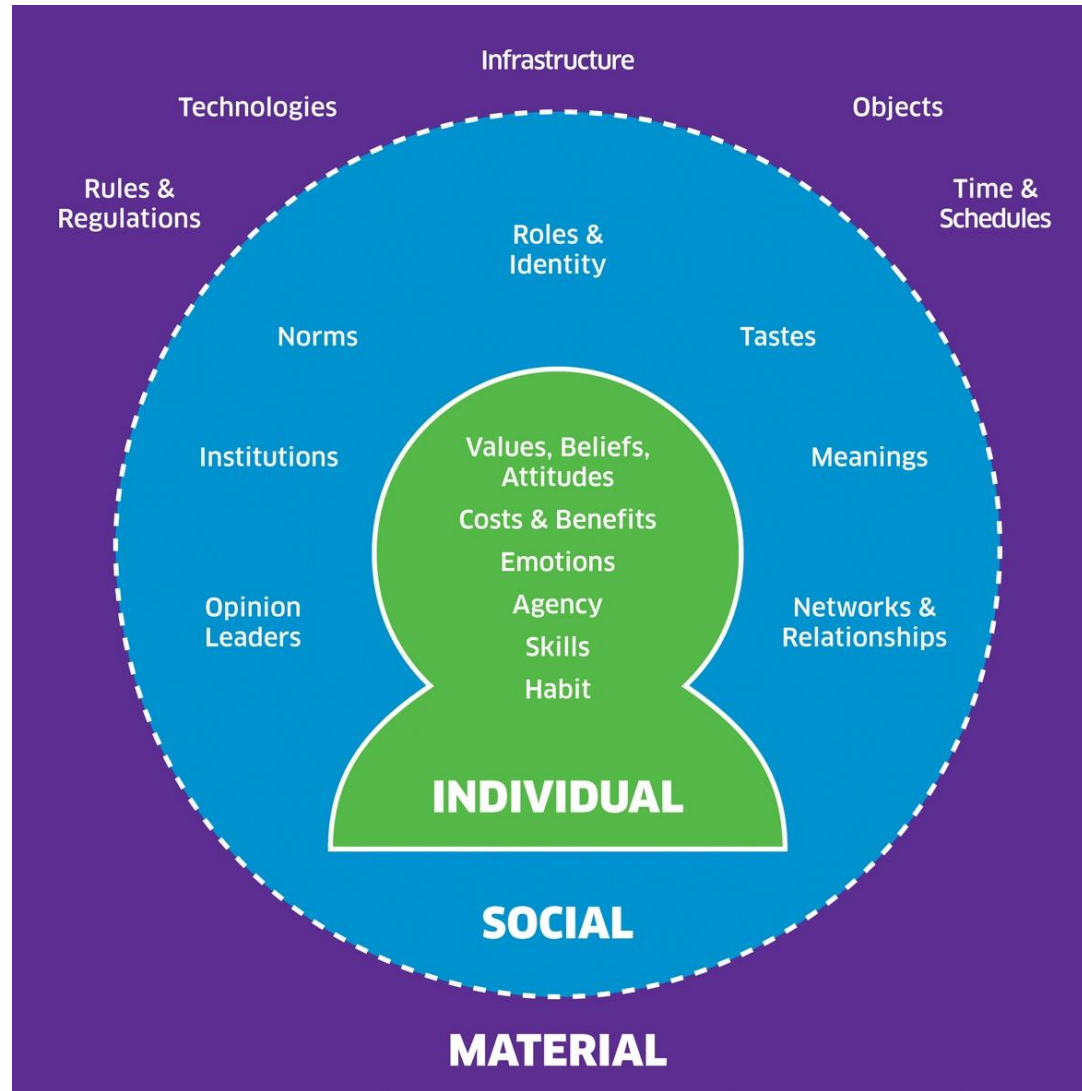 Infrastructure
Technologies
Objects
Rules &
Regulations
Time &
Schedules
Roles &
Identity
Norms
Tastes
Institutions
Values, Beliefs,
Attitudes
Meanings
Costs & Benefits
Emotions
Opinion
Leaders
Agency
Skills
Habit
Networks &
Relationships
INDIVIDUAL
SOCIAL
MATERIAL